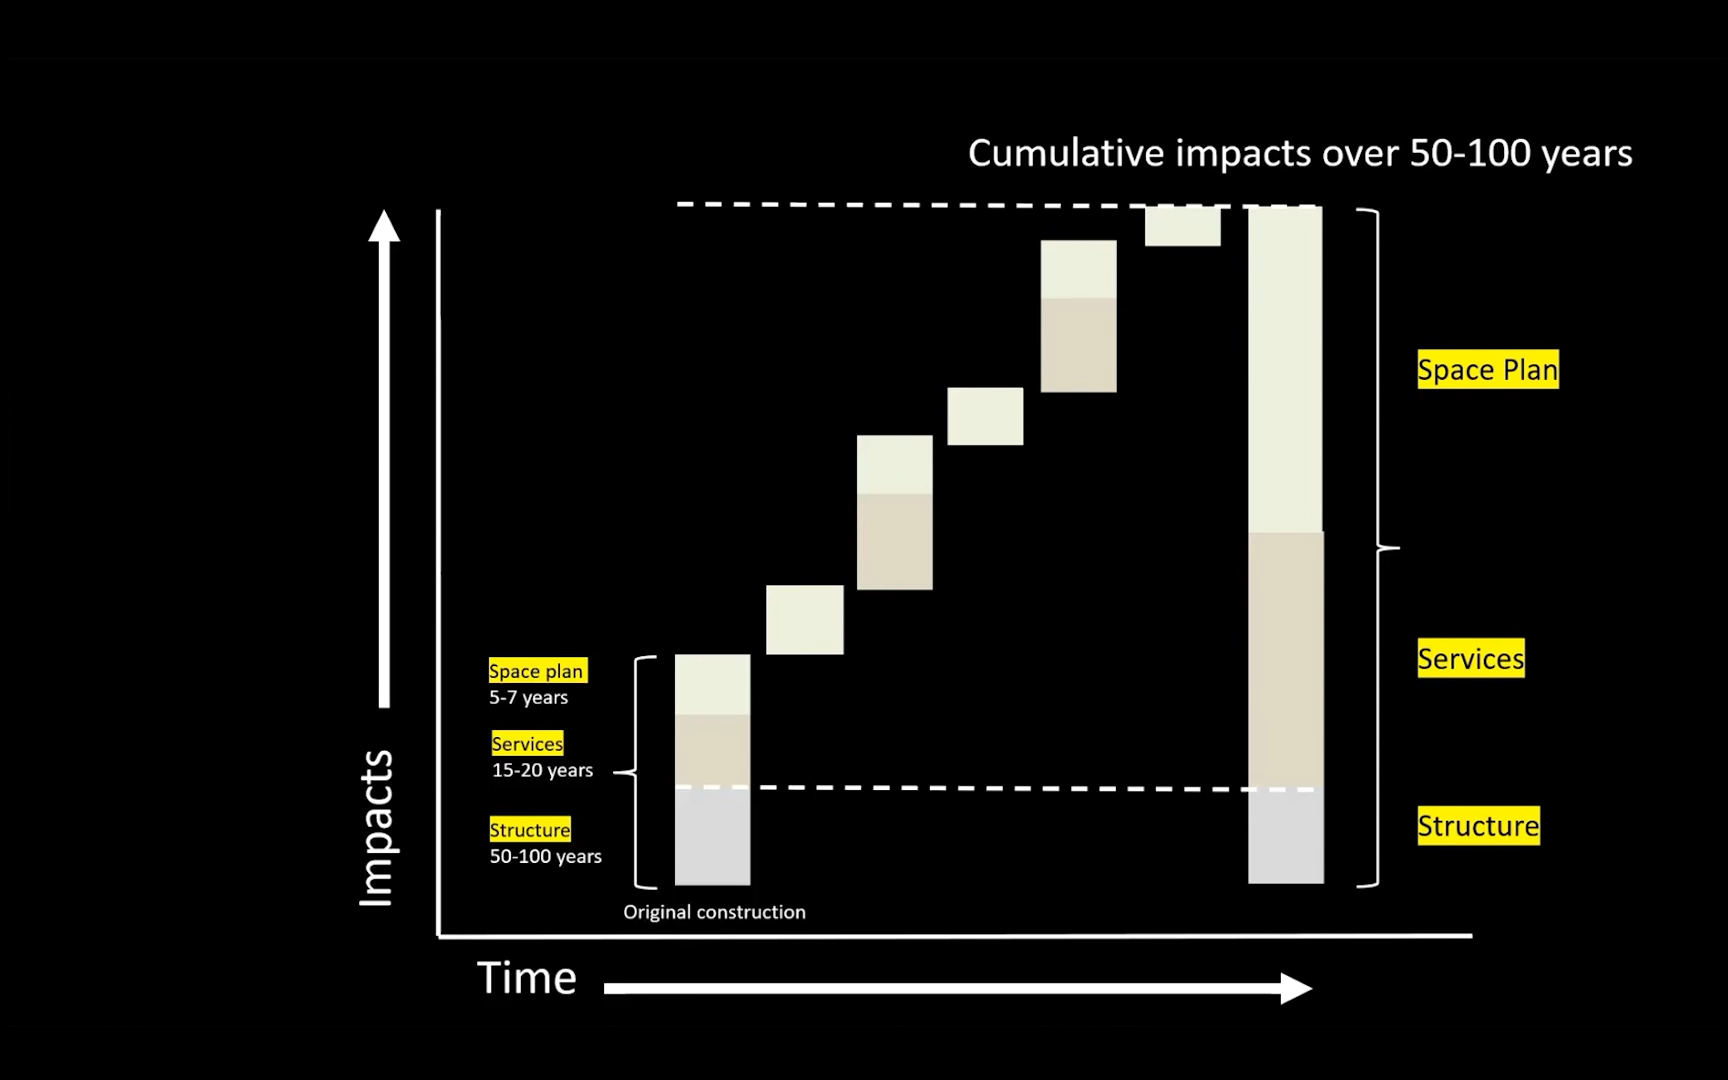 Cumulative impacts over 50-100 years
Space Plan
Services
Structure
Space plan
5-7 years
Services
15-20 years
Structure
50-100 years
Original construction
Impacts
Time